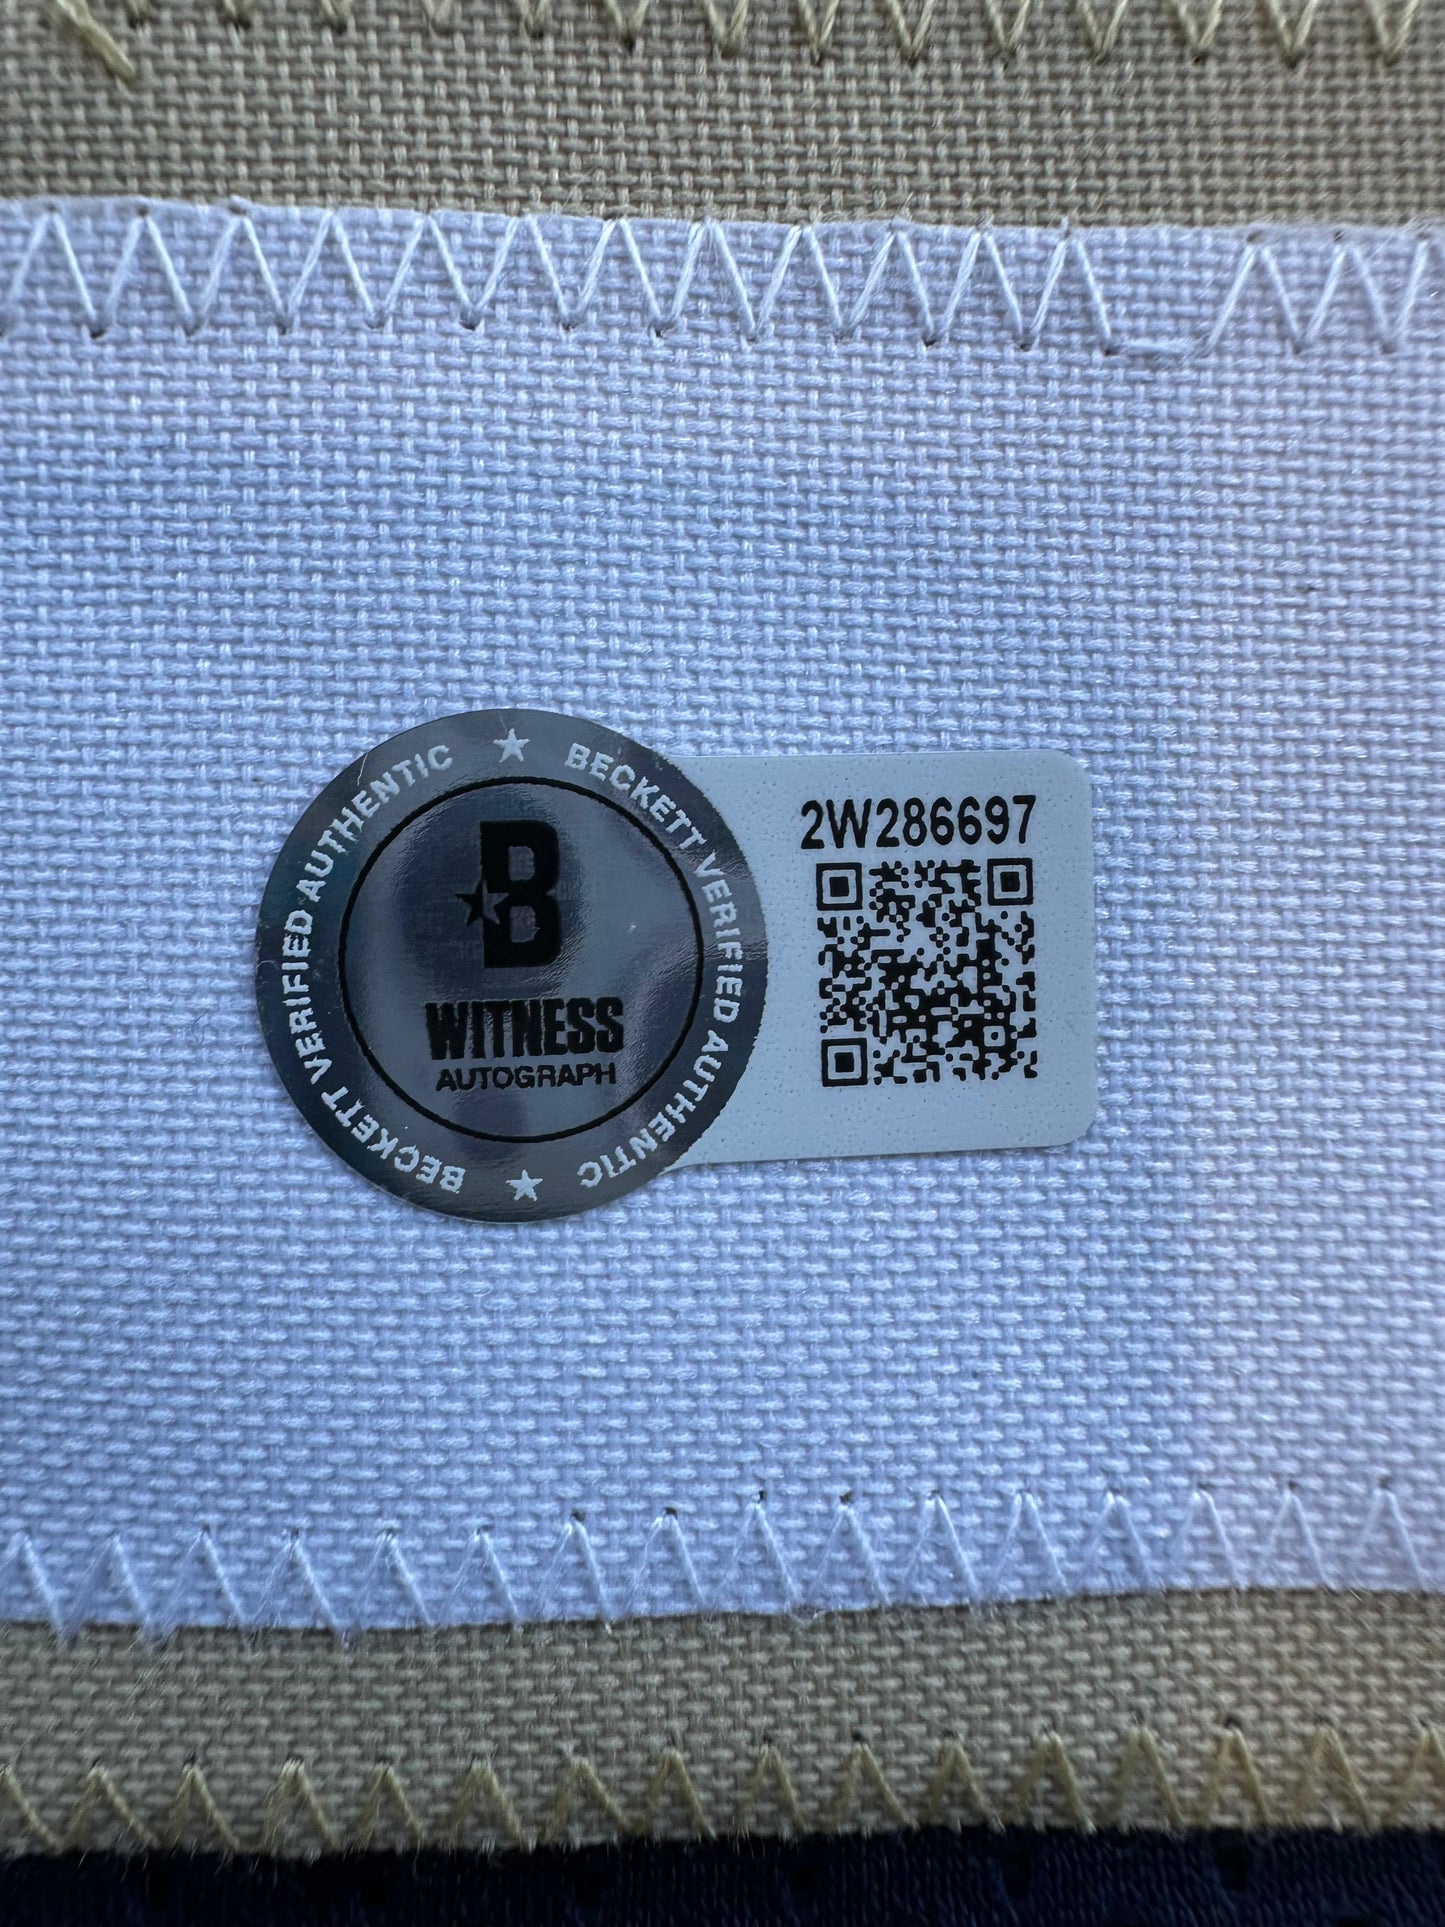 BECKETT VERIFIED AUTHENTIC ★ BECKETT VERIFIED AUTHENTIC ★
B
WITNESS
AUTOGRAPH
2W286697